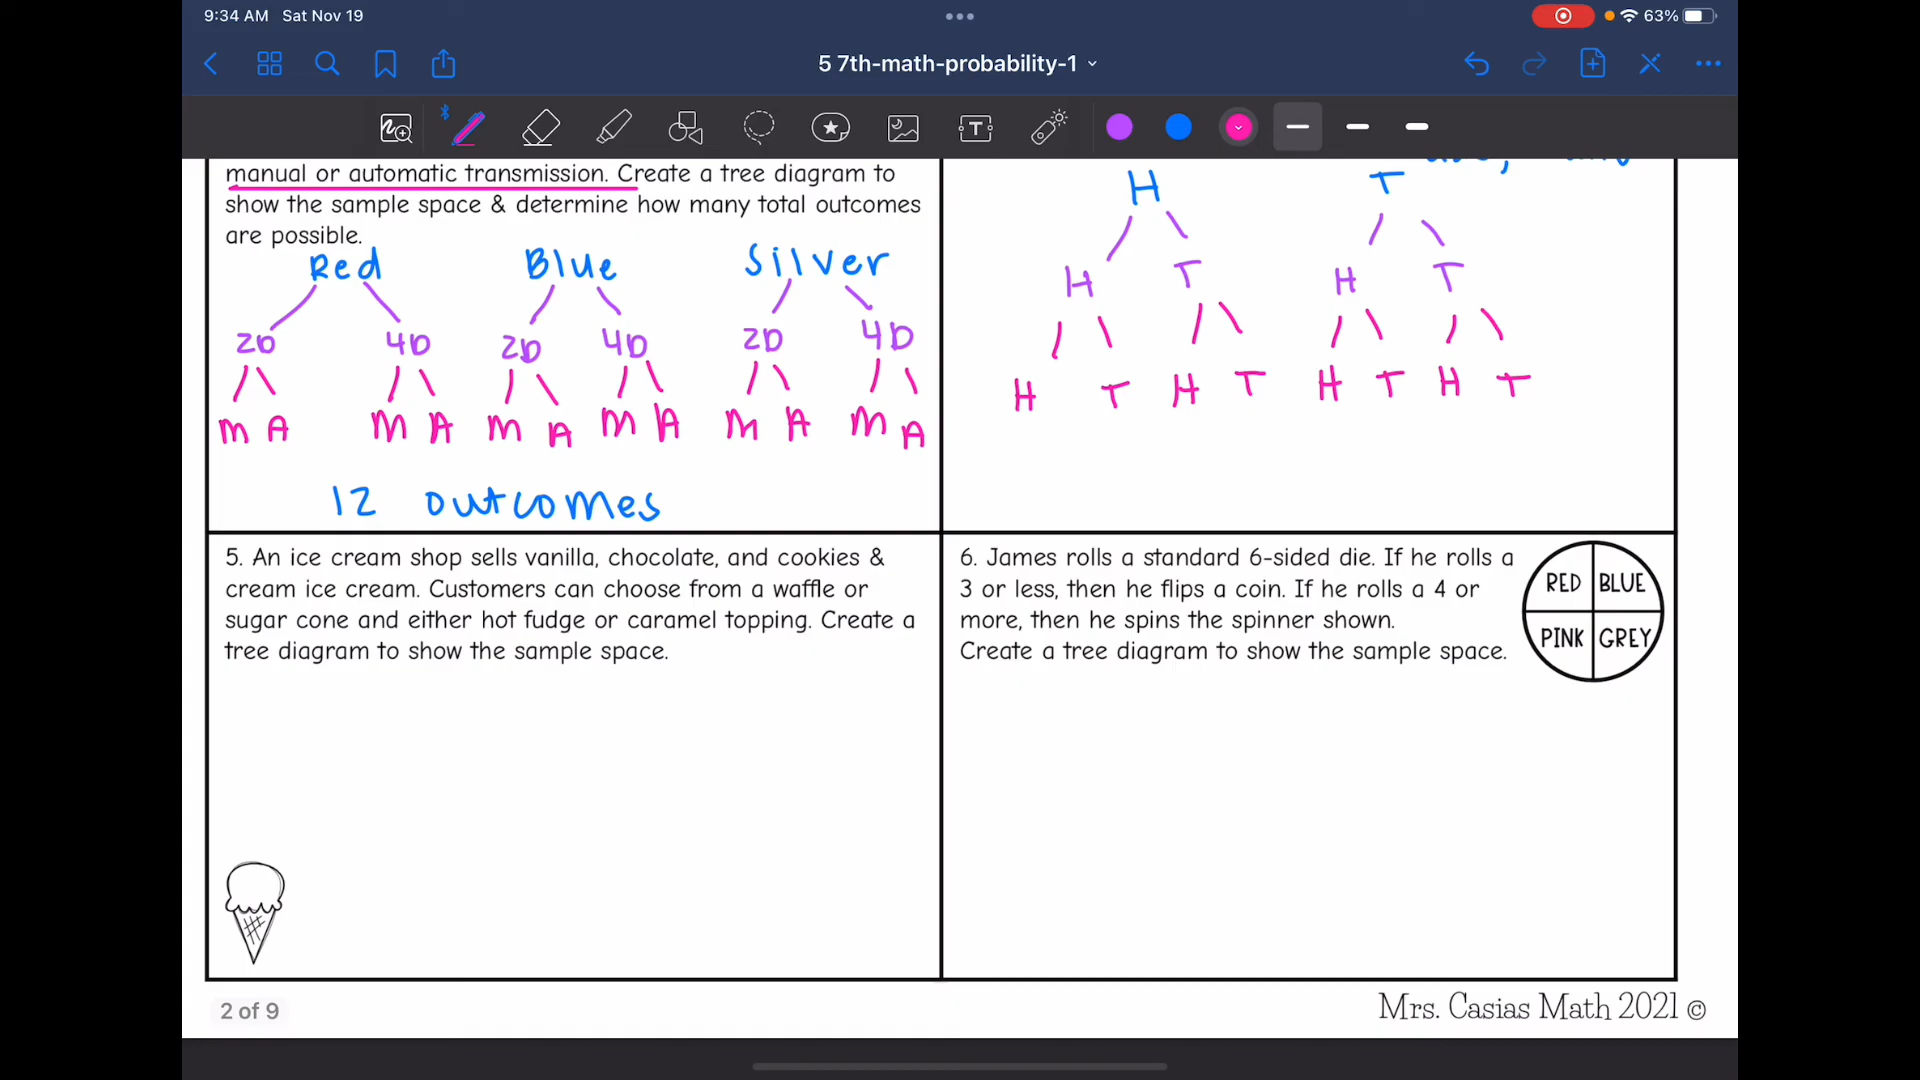 9:34 AM Sat Nov 19
63%
5 7th-math-probability-1
T
manual or automatic transmission. Create a tree diagram to
show the sample space & determine how many total outcomes
are possible.
Red Blue Silver
2D 4D 2D 4D 2D 4D
M A M A M A M A M A M A
12 outcomes
H T
H T H T
H T H T H T H T
5. An ice cream shop sells vanilla, chocolate, and cookies &
cream ice cream. Customers can choose from a waffle or
sugar cone and either hot fudge or caramel topping. Create a
tree diagram to show the sample space.
6. James rolls a standard 6-sided die. If he rolls a
3 or less, then he flips a coin. If he rolls a 4 or
more, then he spins the spinner shown.
Create a tree diagram to show the sample space.
RED BLUE
PINK GREY
2 of 9
Mrs. Casias Math 2021 ©